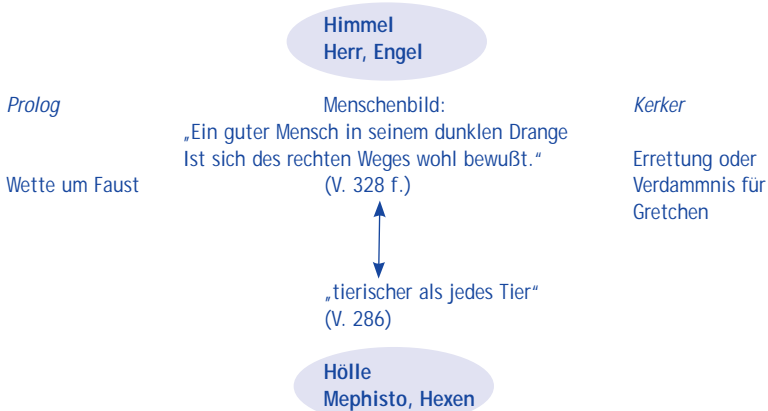 Himmel
Herr, Engel
Prolog
Menschenbild:
Kerker
„Ein guter Mensch in seinem dunklen Drange
Ist sich des rechten Weges wohl bewußt.“
Errettung oder
Wette um Faust
(V. 328 f.)
Verdammnis für
Gretchen
„tierischer als jedes Tier“
(V. 286)
Hölle
Mephisto, Hexen